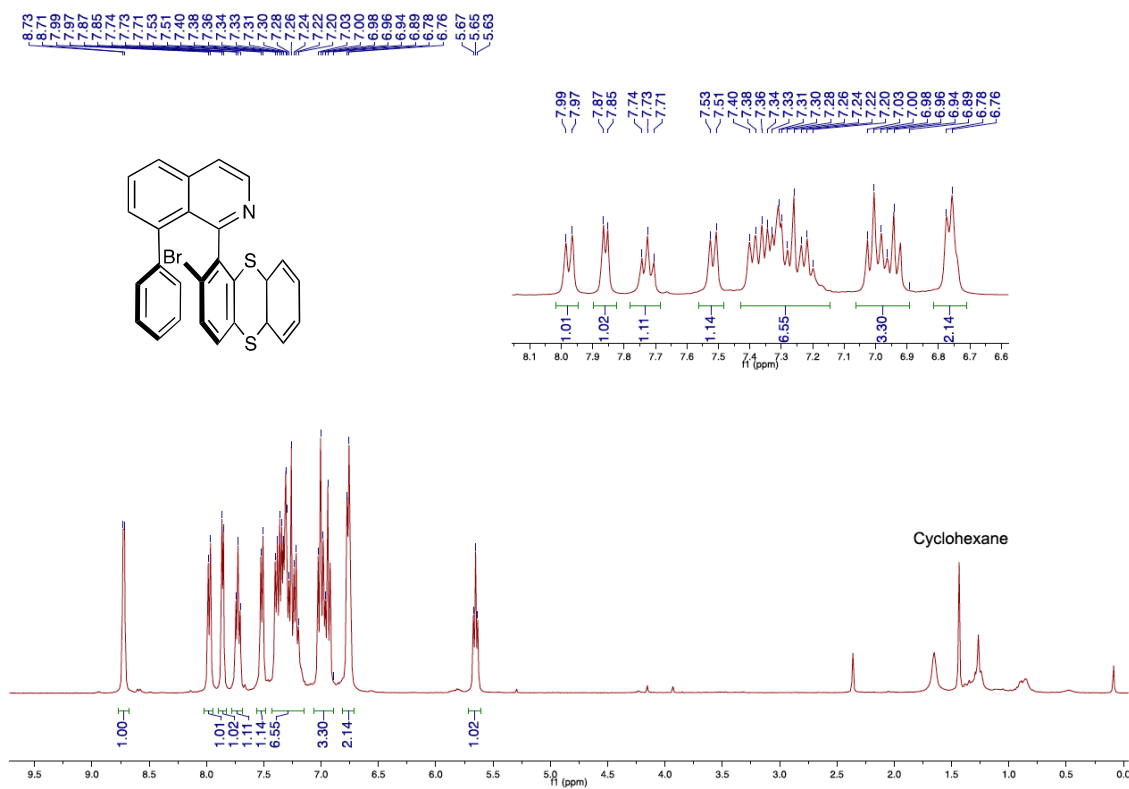 8.73 8.71 7.99 7.97 7.87 7.85 7.74 7.73 7.71 7.53 7.51 7.40 7.38 7.36 7.34 7.33 7.31 7.30 7.28 7.26 7.24 7.22 7.20 7.03 7.00 6.98 6.96 6.94 6.89 6.78 6.76 5.67 5.65 5.63
7.99 7.97 7.87 7.85 7.74 7.73 7.71 7.53 7.51 7.40 7.38 7.36 7.34 7.33 7.31 7.30 7.28 7.26 7.24 7.22 7.20 7.03 7.00 6.98 6.96 6.94 6.89 6.78 6.76
N
Br
S
S
1.01 1.02 1.11 1.14 6.55 3.30 2.14
8.1 8.0 7.9 7.8 7.7 7.6 7.5 7.4 7.3 7.2 7.1 7.0 6.9 6.8 6.7 6.6
f1 (ppm)
Cyclohexane
1.00 1.01 1.02 1.11 1.14 6.55 3.30 2.14 1.02
9.5 9.0 8.5 8.0 7.5 7.0 6.5 6.0 5.5 5.0 4.5 4.0 3.5 3.0 2.5 2.0 1.5 1.0 0.5 0.0
f1 (ppm)